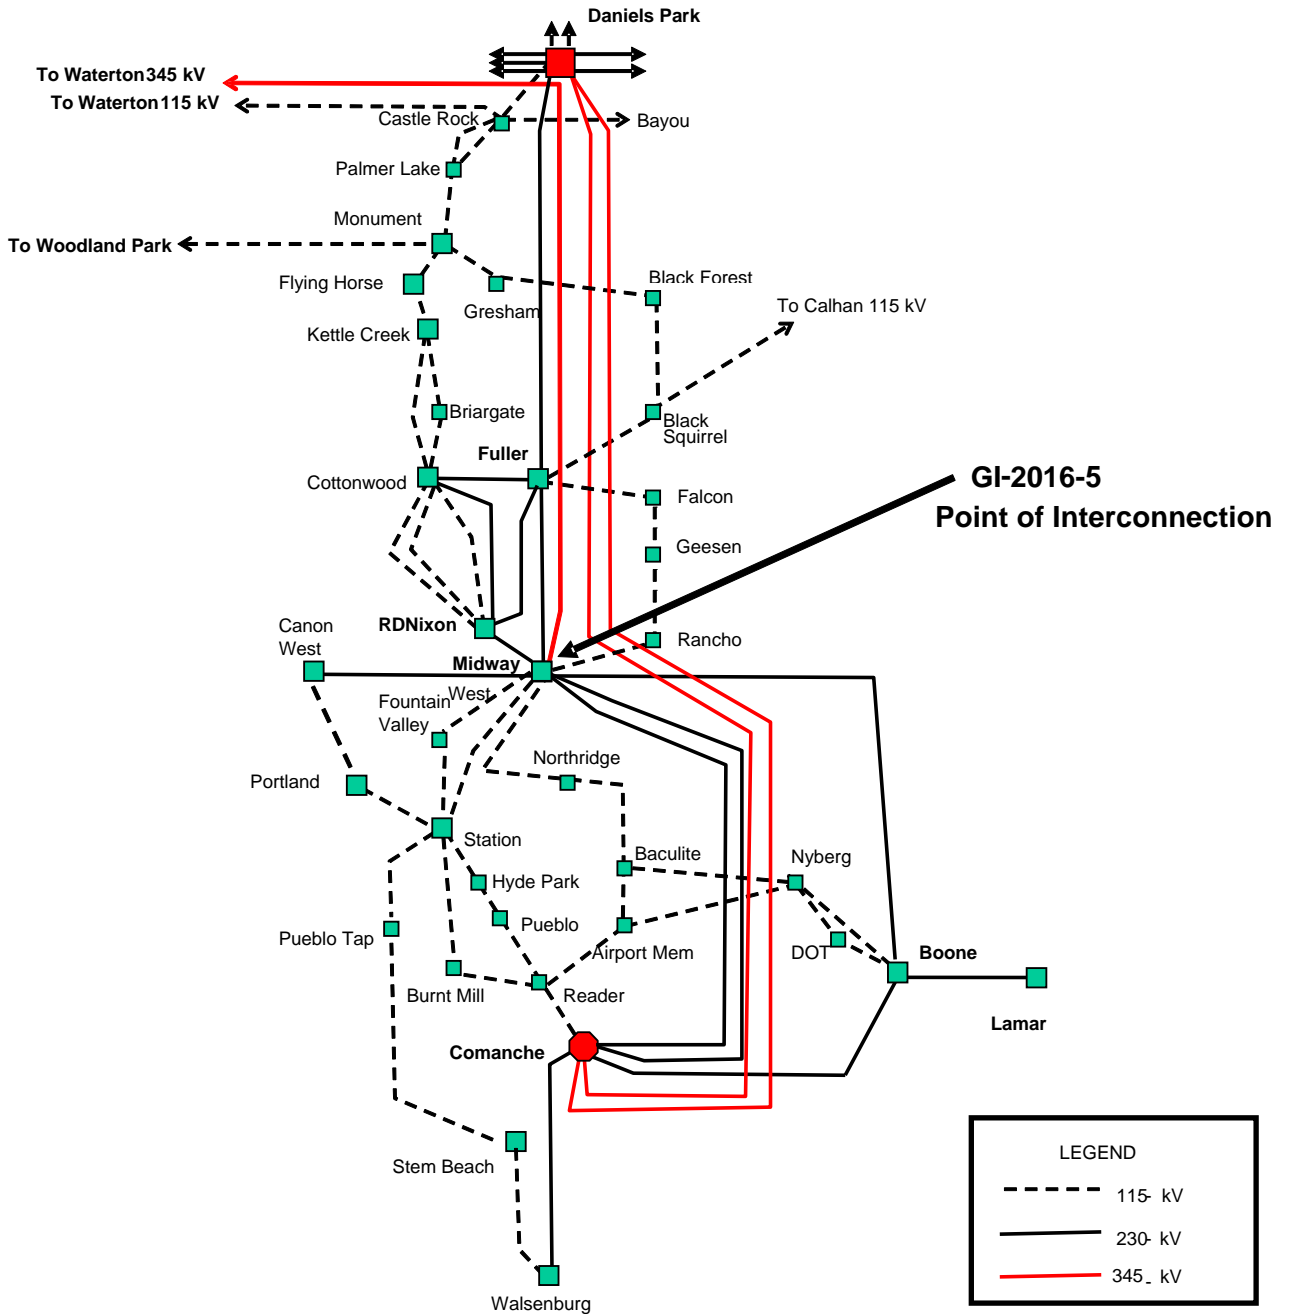 Daniels Park
To Waterton 345 kV
To Waterton 115 kV
Castle Rock
Bayou
Palmer Lake
Monument
To Woodland Park
Flying Horse
Black Forest
Gresham
To Calhan 115 kV
Kettle Creek
Briargate
Black
Squirrel
Fuller
Cottonwood
GI-2016-5
Point of Interconnection
Falcon
Geesen
Canon
West
RDNixon
Rancho
Midway
West
Fountain
Valley
Northridge
Portland
Station
Baculite
Nyberg
Hyde Park
Pueblo
Pueblo Tap
Airport Mem
DOT
Boone
Burnt Mill
Reader
Lamar
Comanche
Stem Beach
Walsenburg
LEGEND
115- kV
230- kV
345 - kV